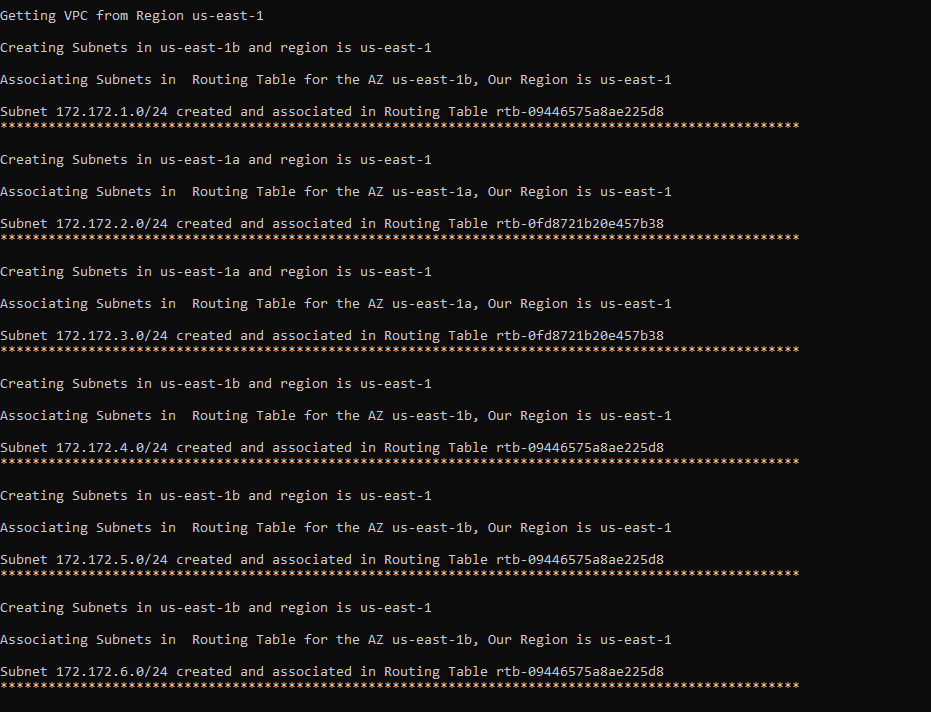 Getting VPC from Region us-east-1
Creating Subnets in us-east-1b and region is us-east-1
Associating Subnets in  Routing Table for the AZ us-east-1b, Our Region is us-east-1
Subnet 172.172.1.0/24 created and associated in Routing Table rtb-09446575a8ae225d8
****************************************************************************************************
Creating Subnets in us-east-1a and region is us-east-1
Associating Subnets in  Routing Table for the AZ us-east-1a, Our Region is us-east-1
Subnet 172.172.2.0/24 created and associated in Routing Table rtb-0fd8721b20e457b38
****************************************************************************************************
Creating Subnets in us-east-1a and region is us-east-1
Associating Subnets in  Routing Table for the AZ us-east-1a, Our Region is us-east-1
Subnet 172.172.3.0/24 created and associated in Routing Table rtb-0fd8721b20e457b38
****************************************************************************************************
Creating Subnets in us-east-1b and region is us-east-1
Associating Subnets in  Routing Table for the AZ us-east-1b, Our Region is us-east-1
Subnet 172.172.4.0/24 created and associated in Routing Table rtb-09446575a8ae225d8
****************************************************************************************************
Creating Subnets in us-east-1b and region is us-east-1
Associating Subnets in  Routing Table for the AZ us-east-1b, Our Region is us-east-1
Subnet 172.172.5.0/24 created and associated in Routing Table rtb-09446575a8ae225d8
****************************************************************************************************
Creating Subnets in us-east-1b and region is us-east-1
Associating Subnets in  Routing Table for the AZ us-east-1b, Our Region is us-east-1
Subnet 172.172.6.0/24 created and associated in Routing Table rtb-09446575a8ae225d8
****************************************************************************************************